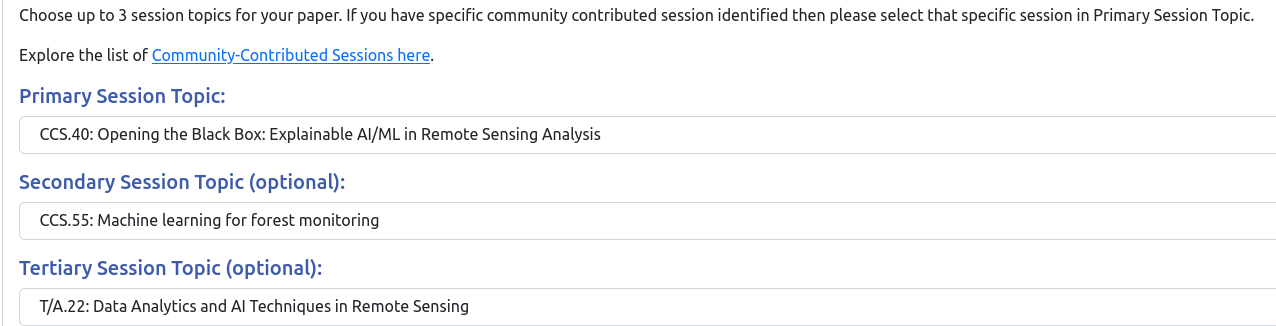 Choose up to 3 session topics for your paper. If you have specific community contributed session identified then please select that specific session in Primary Session Topic.
Explore the list of Community-Contributed Sessions here.
Primary Session Topic:
CCS.40: Opening the Black Box: Explainable AI/ML in Remote Sensing Analysis
Secondary Session Topic (optional):
CCS.55: Machine learning for forest monitoring
Tertiary Session Topic (optional):
T/A.22: Data Analytics and AI Techniques in Remote Sensing